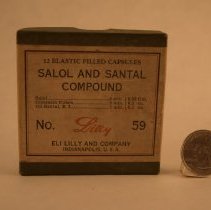 12 ELASTIC FILLED CAPSULES
SALOL AND SANTAL
COMPOUND
No. Lilly 59
ELI LILLY AND COMPANY
INDIANAPOLIS, U.S.A.